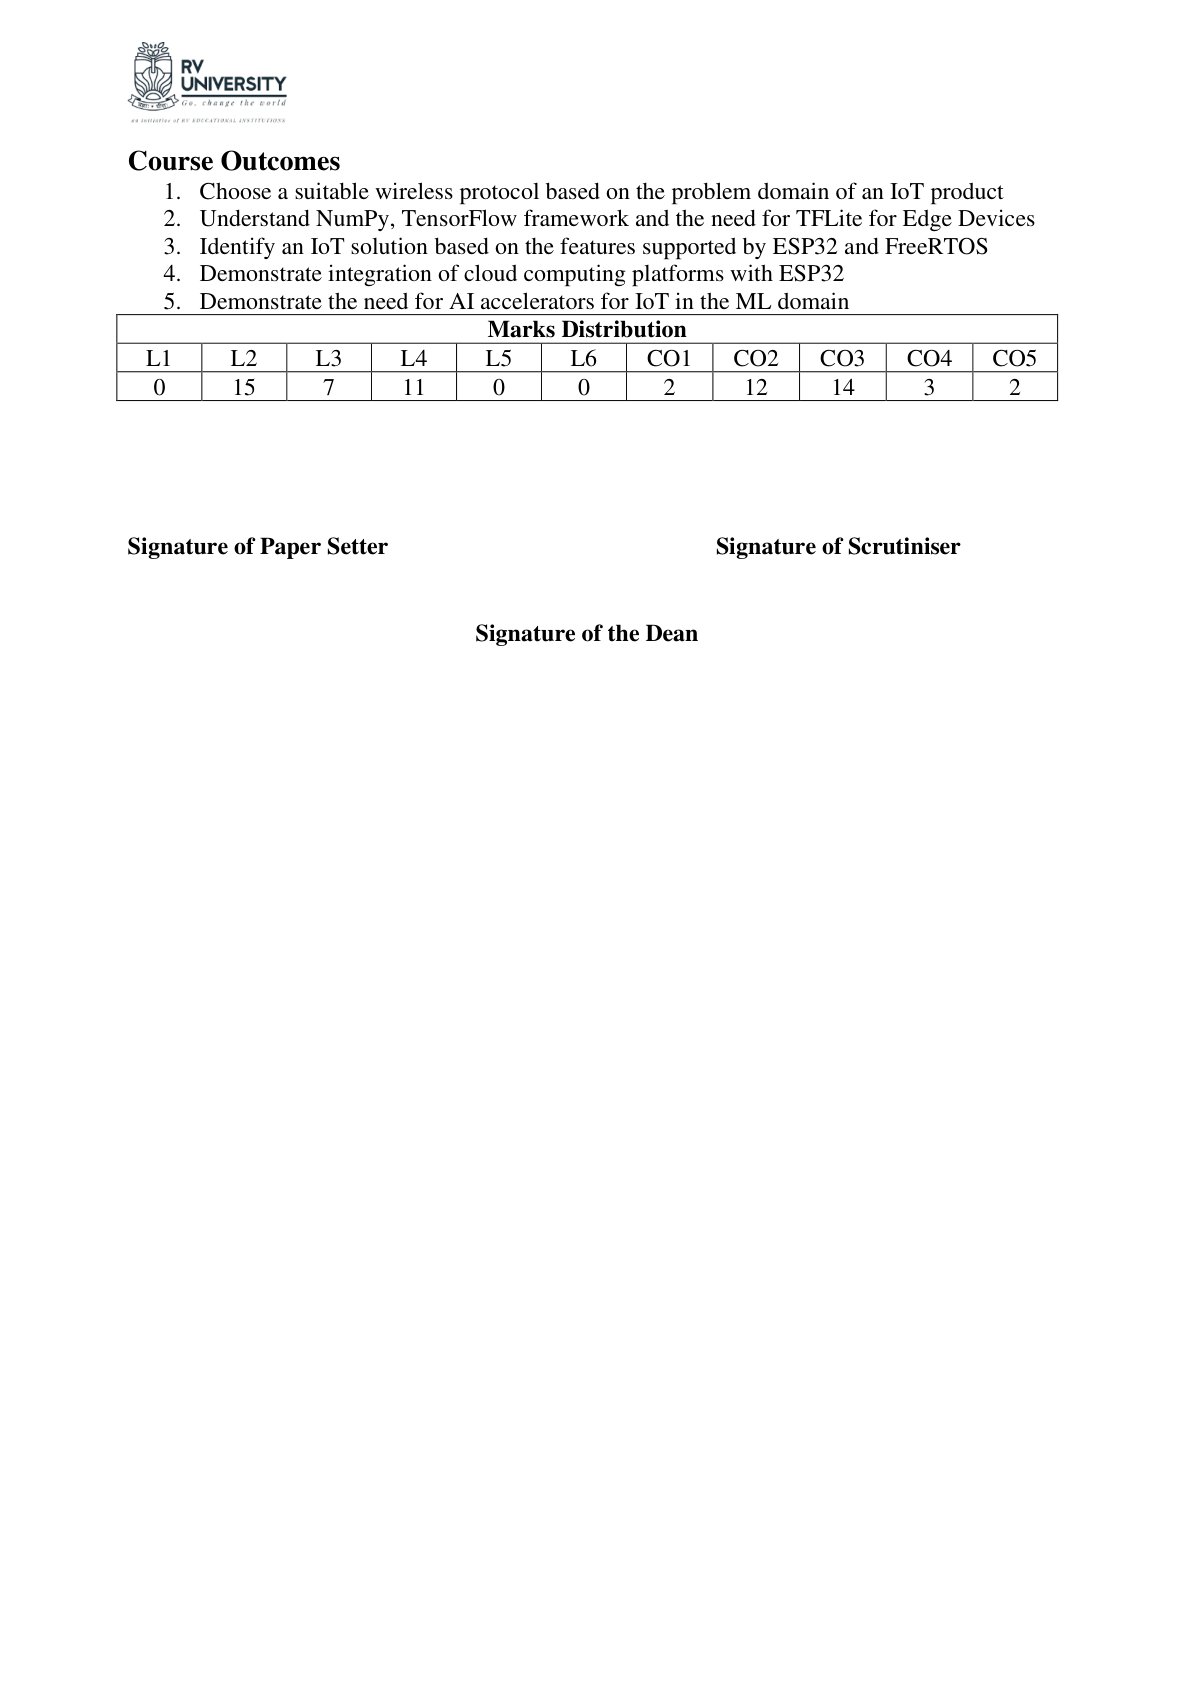 RV
UNIVERSITY
Go, change the world
an initiative of RV EDUCATIONAL INSTITUTIONS
Course Outcomes
1. Choose a suitable wireless protocol based on the problem domain of an IoT product
2. Understand NumPy, TensorFlow framework and the need for TFLite for Edge Devices
3. Identify an IoT solution based on the features supported by ESP32 and FreeRTOS
4. Demonstrate integration of cloud computing platforms with ESP32
5. Demonstrate the need for AI accelerators for IoT in the ML domain
Marks Distribution
L1 L2 L3 L4 L5 L6 CO1 CO2 CO3 CO4 CO5
0 15 7 11 0 0 2 12 14 3 2
Signature of Paper Setter Signature of Scrutiniser
Signature of the Dean